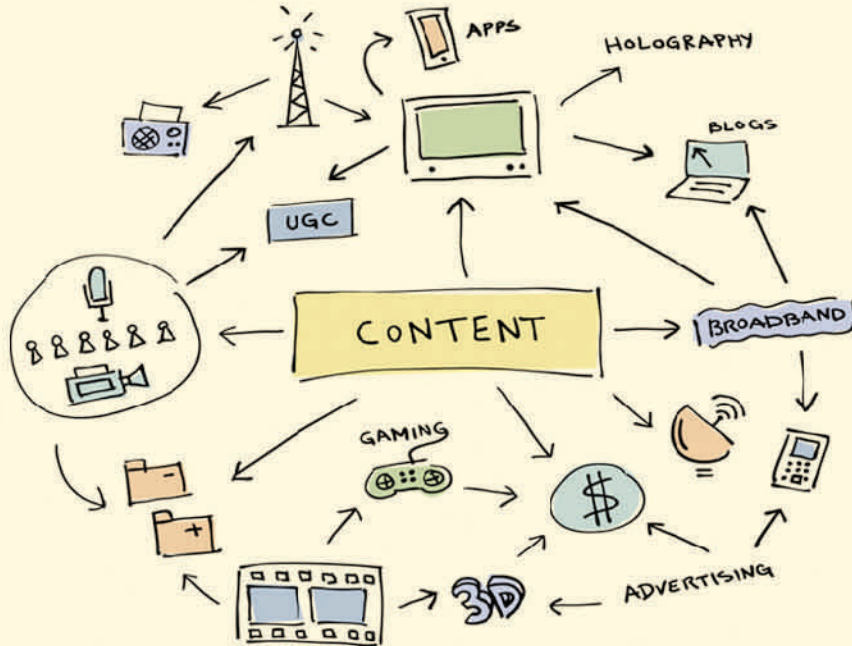 APPS
HOLOGRAPHY
BLOGS
UGC
CONTENT
BROADBAND
GAMING
$
3D
ADVERTISING